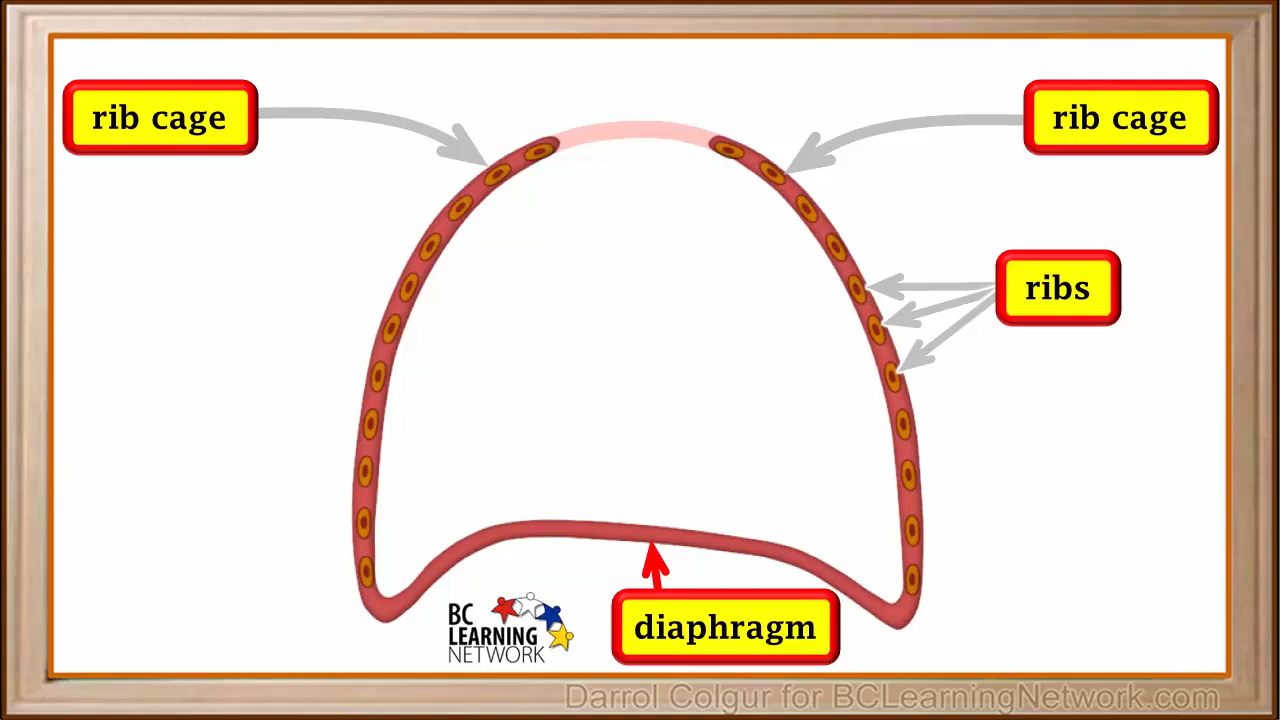 rib cage
rib cage
ribs
diaphragm
BC
LEARNING
NETWORK
Darrol Colgur for BCLearningNetwork.com